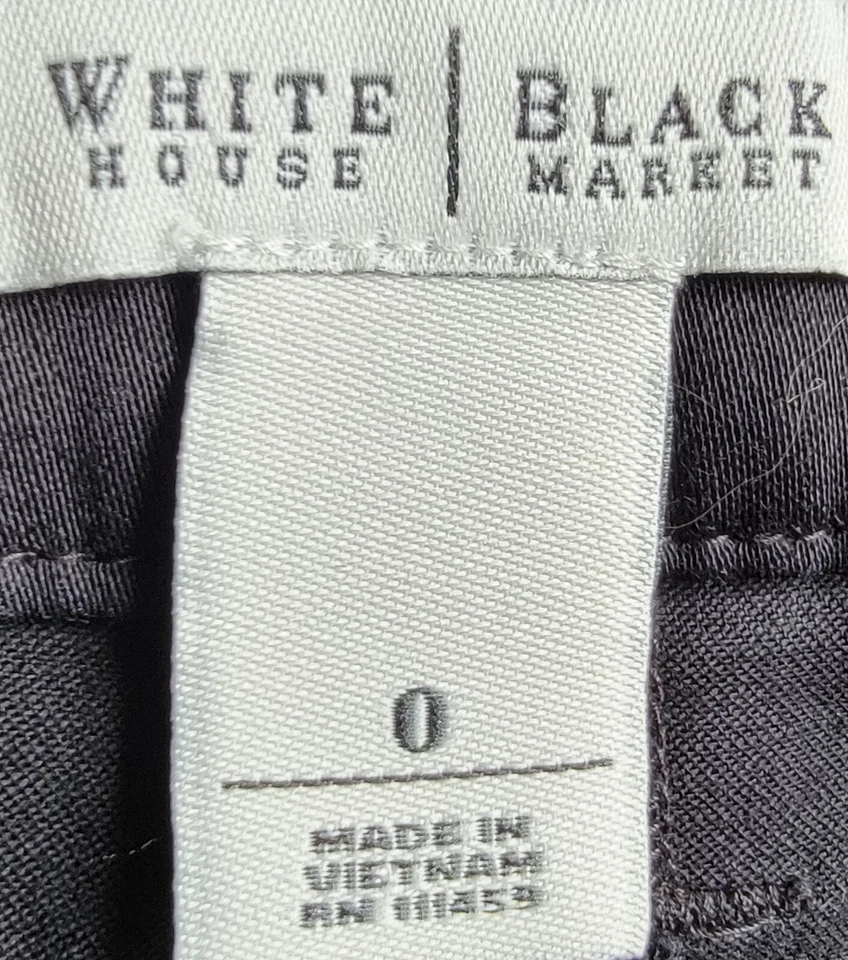 WHITE | BLACK
HOUSE | MARKET
0
MADE IN
VIETNAM
RN 111459